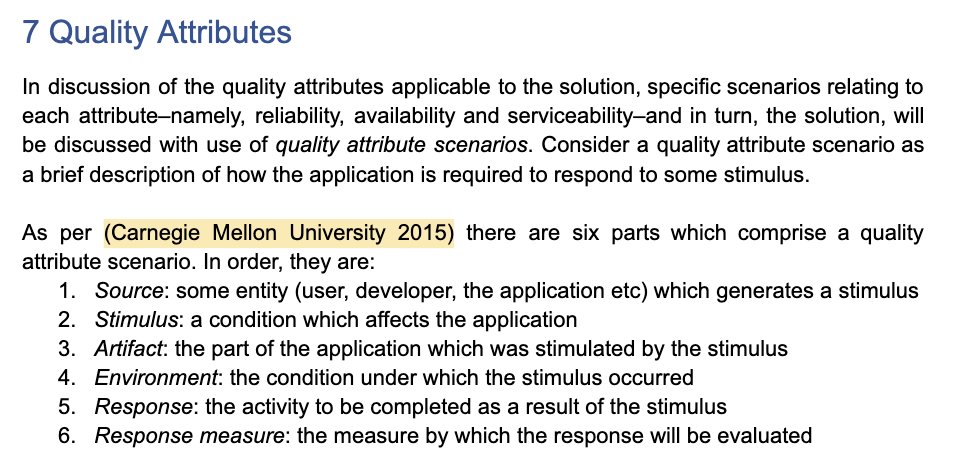 7 Quality Attributes
In discussion of the quality attributes applicable to the solution, specific scenarios relating to
each attribute–namely, reliability, availability and serviceability–and in turn, the solution, will
be discussed with use of quality attribute scenarios. Consider a quality attribute scenario as
a brief description of how the application is required to respond to some stimulus.
As per (Carnegie Mellon University 2015) there are six parts which comprise a quality
attribute scenario. In order, they are:
1. Source: some entity (user, developer, the application etc) which generates a stimulus
2. Stimulus: a condition which affects the application
3. Artifact: the part of the application which was stimulated by the stimulus
4. Environment: the condition under which the stimulus occurred
5. Response: the activity to be completed as a result of the stimulus
6. Response measure: the measure by which the response will be evaluated